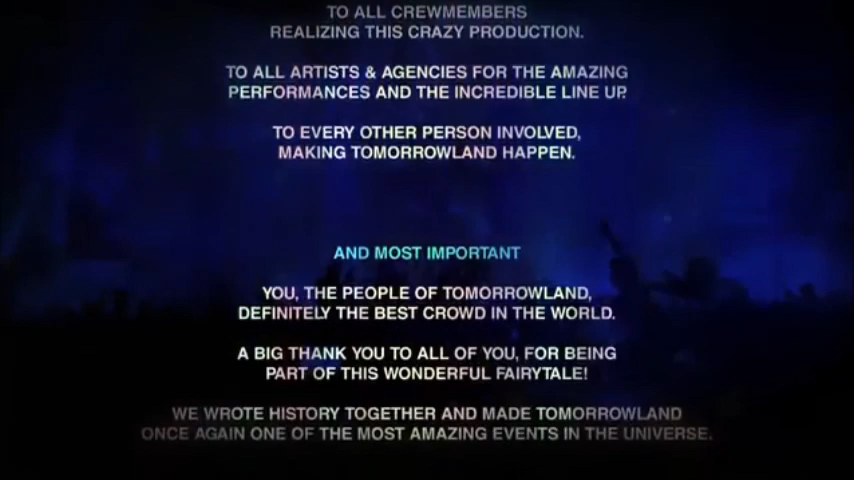 TO ALL CREWMEMBERS
REALIZING THIS CRAZY PRODUCTION.
TO ALL ARTISTS & AGENCIES FOR THE AMAZING
PERFORMANCES AND THE INCREDIBLE LINE UP.
TO EVERY OTHER PERSON INVOLVED,
MAKING TOMORROWLAND HAPPEN.
AND MOST IMPORTANT
YOU, THE PEOPLE OF TOMORROWLAND,
DEFINITELY THE BEST CROWD IN THE WORLD.
A BIG THANK YOU TO ALL OF YOU, FOR BEING
PART OF THIS WONDERFUL FAIRYTALE!
WE WROTE HISTORY TOGETHER AND MADE TOMORROWLAND
ONCE AGAIN ONE OF THE MOST AMAZING EVENTS IN THE UNIVERSE.